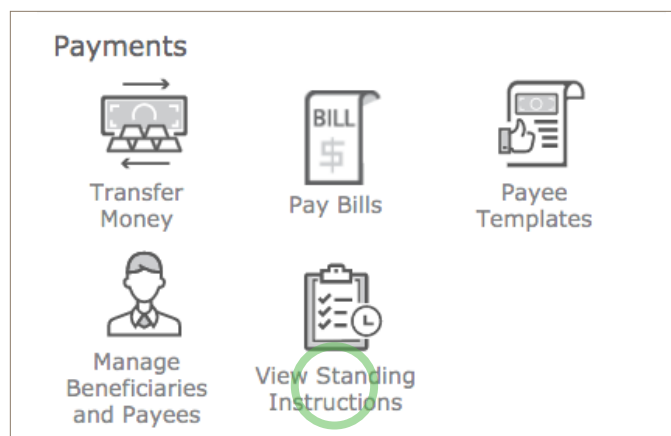 Payments
BILL
$
Transfer
Money
Pay Bills
Payee
Templates
Manage
Beneficiaries
and Payees
View Standing
Instructions